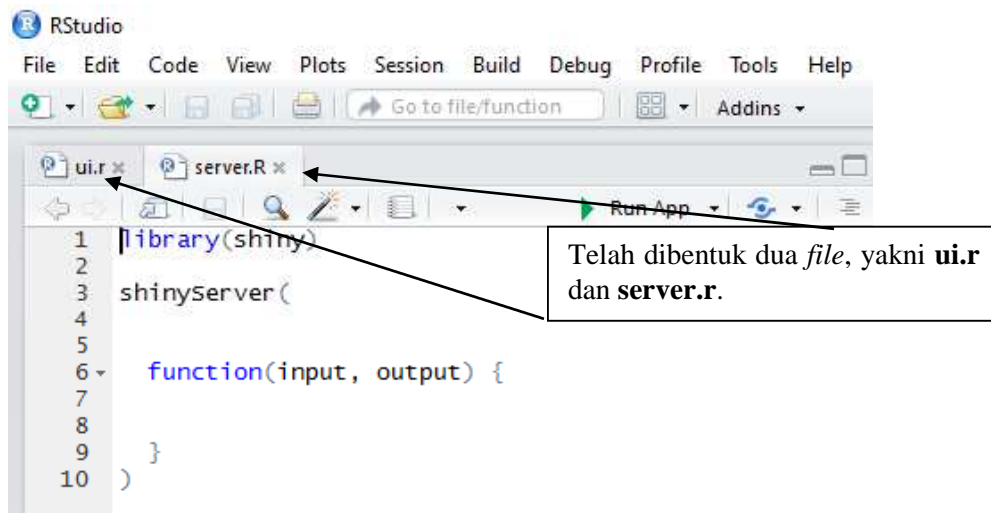 RStudio
File Edit Code View Plots Session Build Debug Profile Tools Help
Go to file/function Addins
ui.r server.R
Run App
1 library(shiny)
2
3 shinyServer(
4
5
6 function(input, output) {
7
8
9 }
10 )
Telah dibentuk dua file, yakni ui.r
dan server.r.